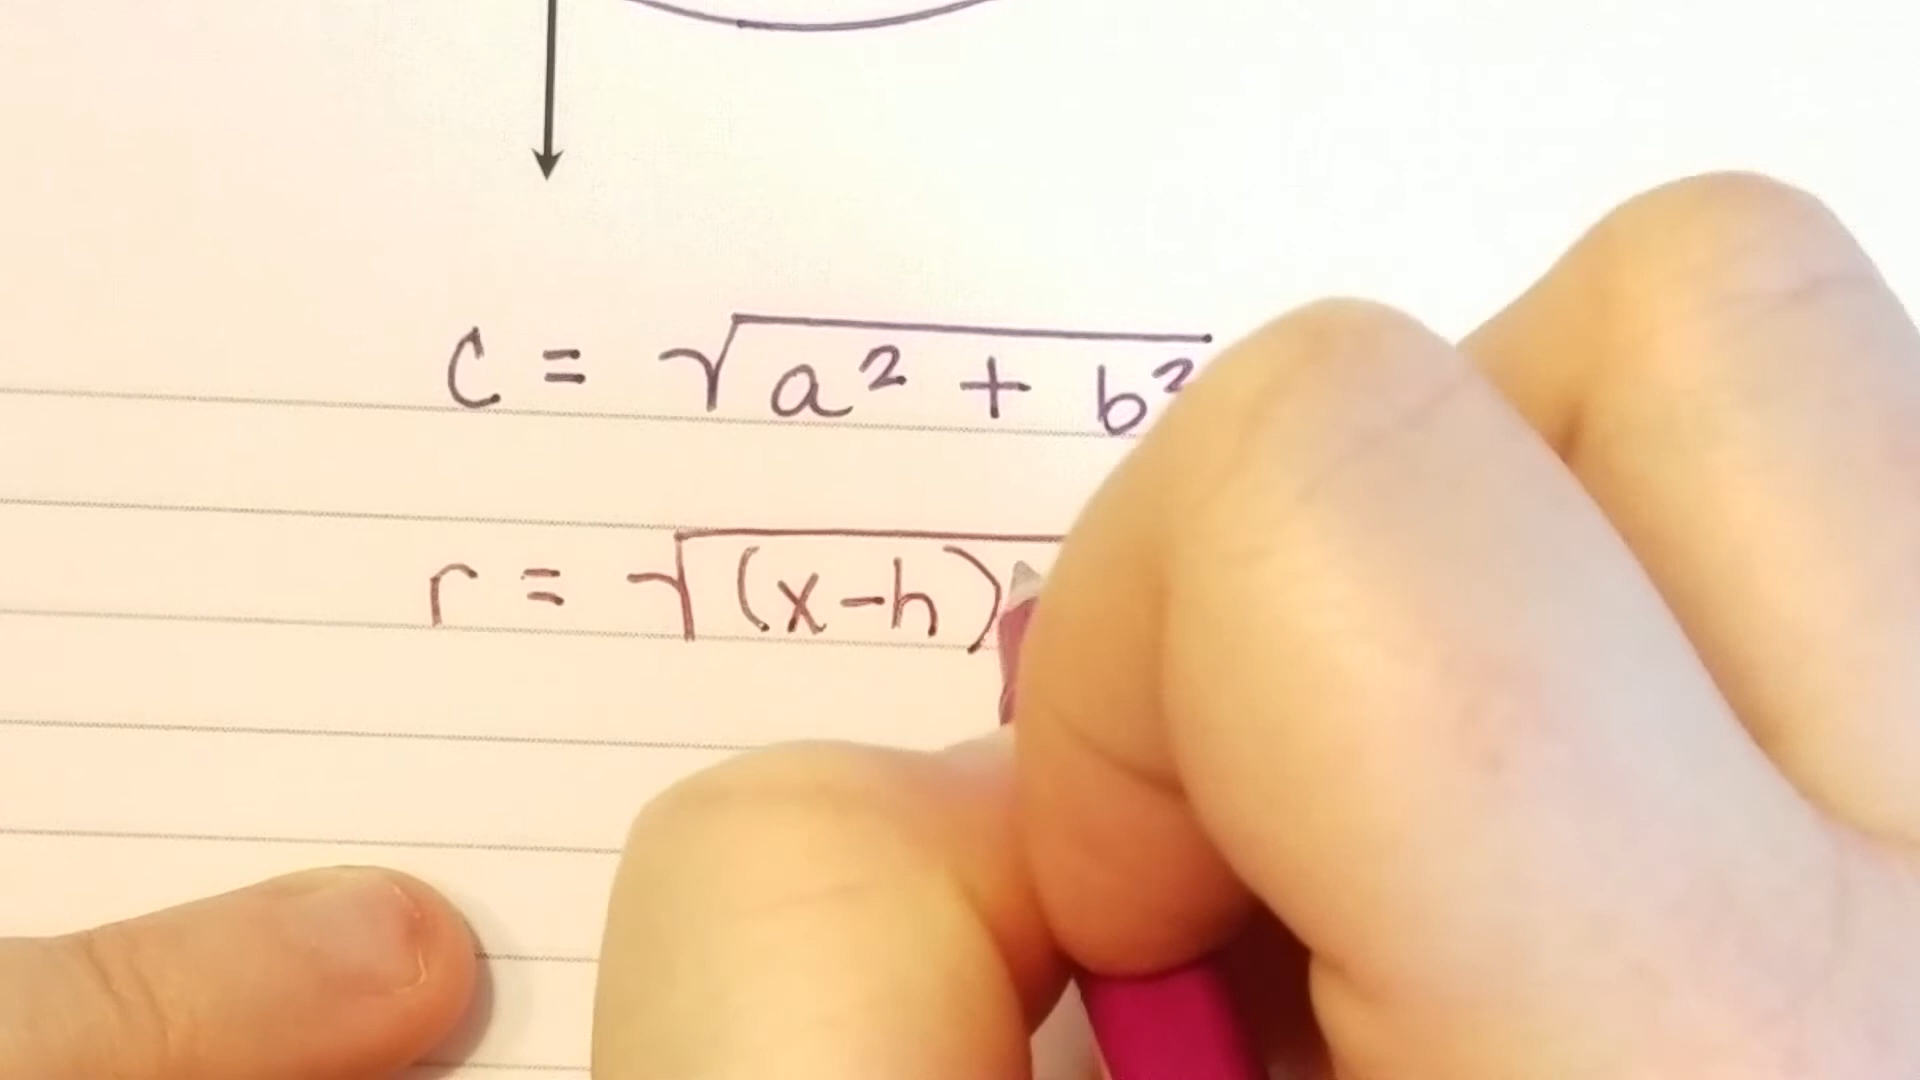 c = √a² + b²
r = √(x-h)